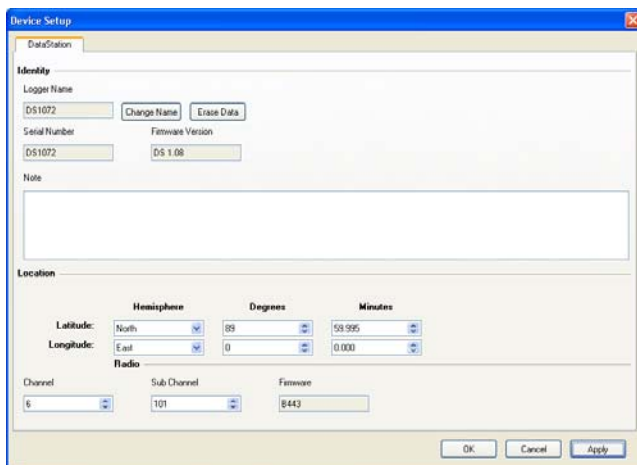 Device Setup
DataStation
Identity
Logger Name
DS1072 Change Name Erase Data
Serial Number Firmware Version
DS1072 DS 1.08
Note
Location
Hemisphere Degrees Minutes
Latitude: North 89 59.995
Longitude: East 0 0.000
Radio
Channel Sub Channel Firmware
6 101 B443
OK Cancel Apply